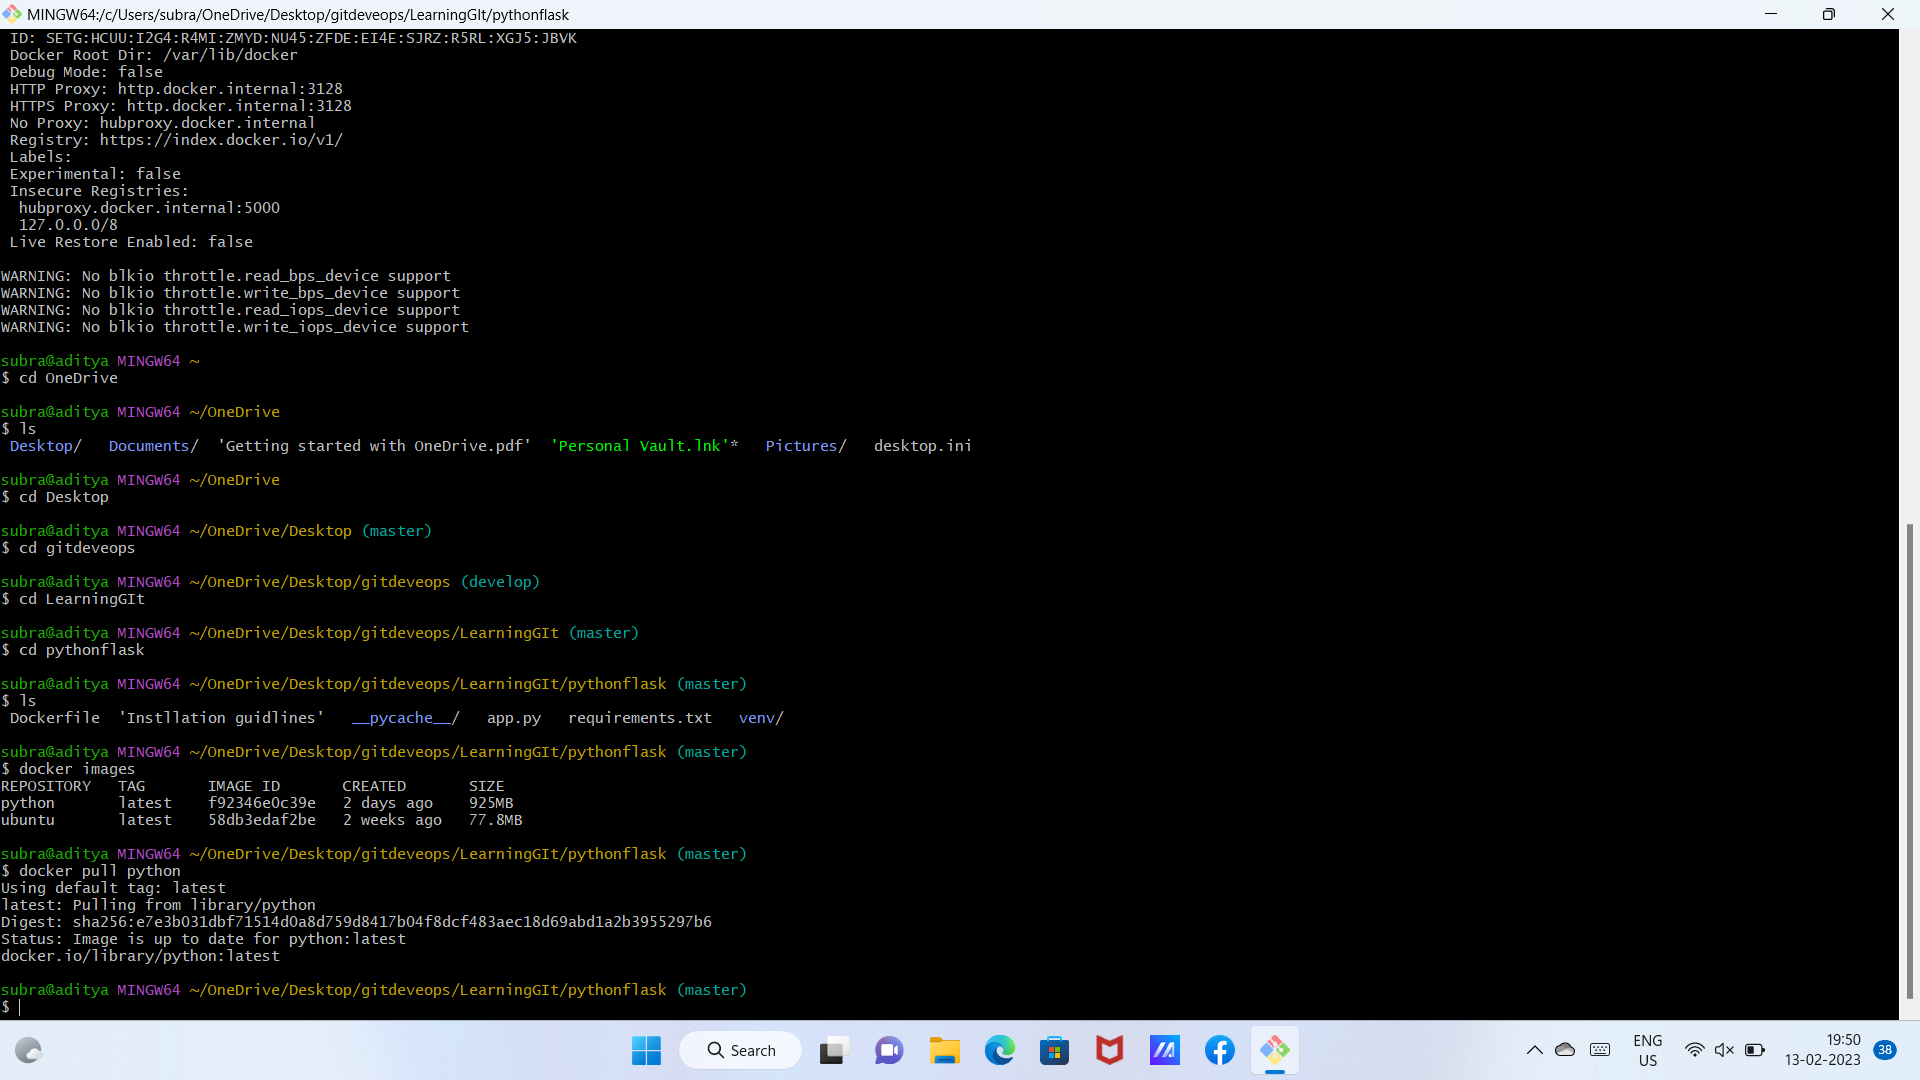 MINGW64:/c/Users/subra/OneDrive/Desktop/gitdeveops/LearningGIt/pythonflask
ID: SETG:HCUU:I2G4:R4MI:ZMYD:NU45:ZFDE:EI4E:SJRZ:R5RL:XGJ5:JBVK
Docker Root Dir: /var/lib/docker
Debug Mode: false
HTTP Proxy: http.docker.internal:3128
HTTPS Proxy: http.docker.internal:3128
No Proxy: hubproxy.docker.internal
Registry: https://index.docker.io/v1/
Labels:
Experimental: false
Insecure Registries:
hubproxy.docker.internal:5000
127.0.0.0/8
Live Restore Enabled: false
WARNING: No blkio throttle.read_bps_device support
WARNING: No blkio throttle.write_bps_device support
WARNING: No blkio throttle.read_iops_device support
WARNING: No blkio throttle.write_iops_device support
subra@aditya MINGW64 ~
$ cd OneDrive
subra@aditya MINGW64 ~/OneDrive
$ ls
Desktop/   Documents/  'Getting started with OneDrive.pdf'  'Personal Vault.lnk'*   Pictures/   desktop.ini
subra@aditya MINGW64 ~/OneDrive
$ cd Desktop
subra@aditya MINGW64 ~/OneDrive/Desktop (master)
$ cd gitdeveops
subra@aditya MINGW64 ~/OneDrive/Desktop/gitdeveops (develop)
$ cd LearningGIt
subra@aditya MINGW64 ~/OneDrive/Desktop/gitdeveops/LearningGIt (master)
$ cd pythonflask
subra@aditya MINGW64 ~/OneDrive/Desktop/gitdeveops/LearningGIt/pythonflask (master)
$ ls
Dockerfile  'Instllation guidlines'   __pycache__/   app.py   requirements.txt   venv/
subra@aditya MINGW64 ~/OneDrive/Desktop/gitdeveops/LearningGIt/pythonflask (master)
$ docker images
REPOSITORY   TAG       IMAGE ID       CREATED       SIZE
python       latest    f92346e0c39e   2 days ago    925MB
ubuntu       latest    58db3edaf2be   2 weeks ago   77.8MB
subra@aditya MINGW64 ~/OneDrive/Desktop/gitdeveops/LearningGIt/pythonflask (master)
$ docker pull python
Using default tag: latest
latest: Pulling from library/python
Digest: sha256:e7e3b031dbf71514d0a8d759d8417b04f8dcf483aec18d69abd1a2b3955297b6
Status: Image is up to date for python:latest
docker.io/library/python:latest
subra@aditya MINGW64 ~/OneDrive/Desktop/gitdeveops/LearningGIt/pythonflask (master)
$
Search
ENG
US
19:50
13-02-2023
38